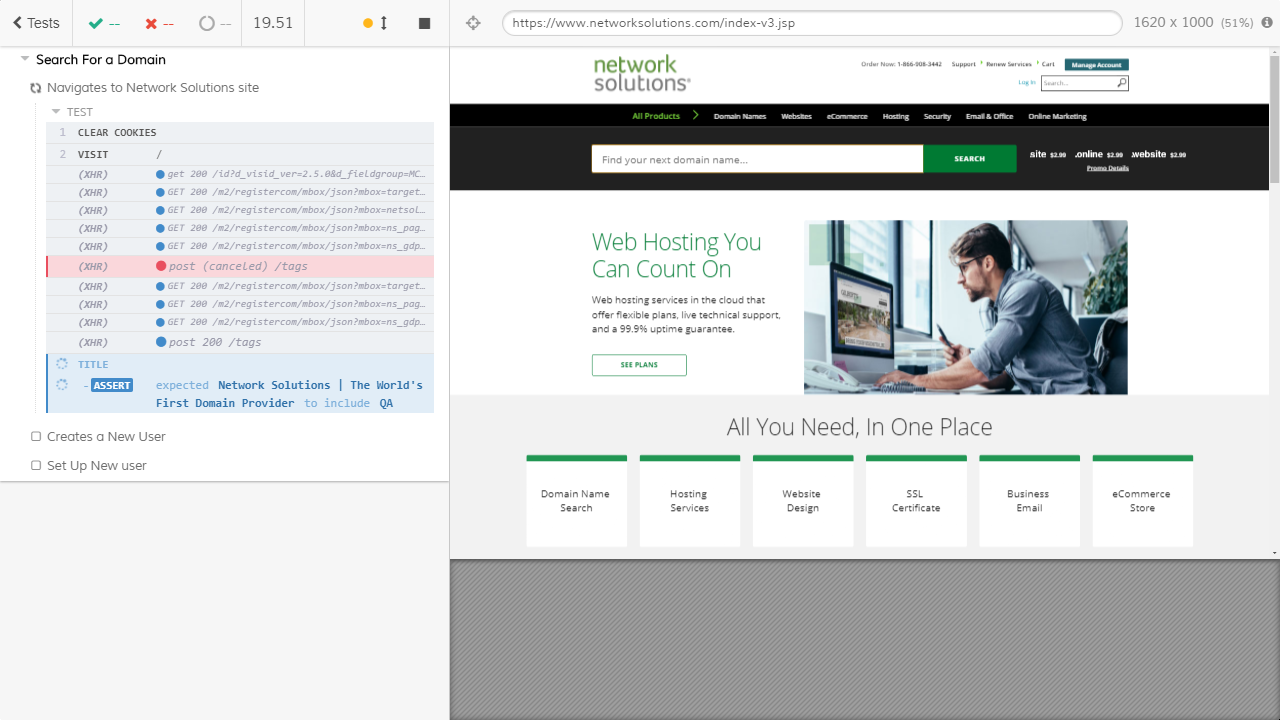 Tests
--
--
--
19.51
https://www.networksolutions.com/index-v3.jsp
1620 x 1000 (51%)
Search For a Domain
Navigates to Network Solutions site
TEST
1 CLEAR COOKIES
2 VISIT /
(XHR) get 200 /id?d_visid_ver=2.5.0&d_fieldgroup=...
(XHR) GET 200 /m2/registercom/mbox/json?mbox=target...
(XHR) GET 200 /m2/registercom/mbox/json?mbox=netsol...
(XHR) GET 200 /m2/registercom/mbox/json?mbox=ns_pag...
(XHR) GET 200 /m2/registercom/mbox/json?mbox=ns_gdp...
(XHR) post (canceled) /tags
(XHR) GET 200 /m2/registercom/mbox/json?mbox=target...
(XHR) GET 200 /m2/registercom/mbox/json?mbox=ns_pag...
(XHR) GET 200 /m2/registercom/mbox/json?mbox=ns_gdp...
(XHR) post 200 /tags
TITLE
- ASSERT expected Network Solutions | The World's
First Domain Provider to include QA
Creates a New User
Set Up New user
network
solutions®
Order Now: 1-866-908-3442 Support Renew Services Cart Manage Account
Log In Search...
All Products Domain Names Websites eCommerce Hosting Security Email & Office Online Marketing
Find your next domain name... SEARCH
.site $2.99 .online $2.99 .website $2.99
Promo Details
Web Hosting You
Can Count On
Web hosting services in the cloud that
offer flexible plans, live technical support,
and a 99.9% uptime guarantee.
SEE PLANS
All You Need, In One Place
Domain Name
Search
Hosting
Services
Website
Design
SSL
Certificate
Business
Email
eCommerce
Store